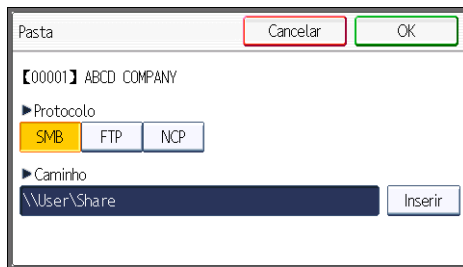 Pasta Cancelar OK
【00001】 ABCD COMPANY
▶Protocolo
SMB FTP NCP
▶Caminho
\\User\Share Inserir